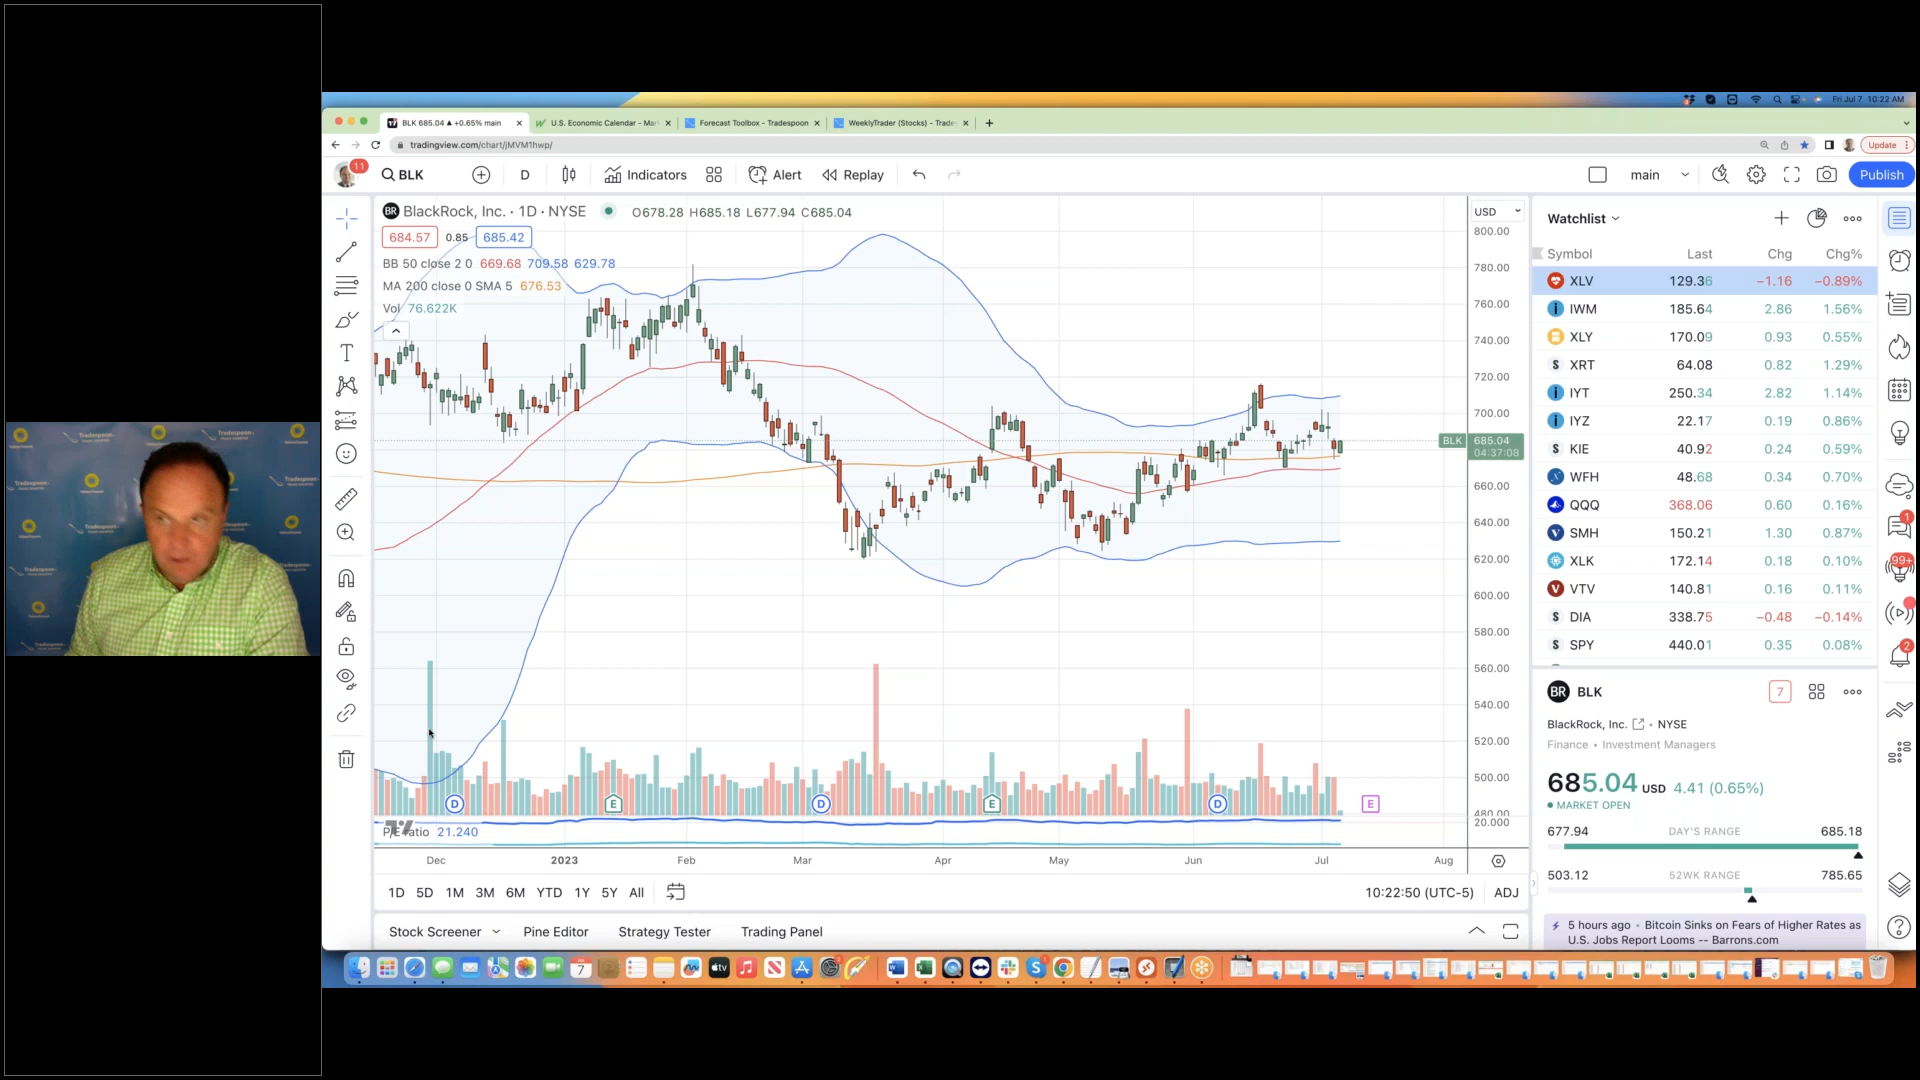 Fri Jul 7 10:22 AM
BLK 685.04 ▲ +0.65% main
U.S. Economic Calendar - Mar
Forecast Toolbox - Tradespoon
WeeklyTrader (Stocks) - Trade
tradingview.com/chart/jMVM1hwp/
Update
11
BLK
D
Indicators
Alert
Replay
main
Publish
BlackRock, Inc. · 1D · NYSE
O678.28 H685.18 L677.94 C685.04
684.57 0.85 685.42
BB 50 close 2 0 669.68 709.58 629.78
MA 200 close 0 SMA 5 676.53
Vol 76.622K
USD
800.00
780.00
760.00
740.00
720.00
700.00
BLK 685.04
04:37:08
660.00
640.00
620.00
600.00
580.00
560.00
540.00
520.00
500.00
480.00
20.000
D E D E D E
21.240
Dec 2023 Feb Mar Apr May Jun Jul Aug
1D 5D 1M 3M 6M YTD 1Y 5Y All
10:22:50 (UTC-5) ADJ
Stock Screener Pine Editor Strategy Tester Trading Panel
Watchlist
Symbol Last Chg Chg%
XLV 129.36 −1.16 −0.89%
IWM 185.64 2.86 1.56%
XLY 170.09 0.93 0.55%
XRT 64.08 0.82 1.29%
IYT 250.34 2.82 1.14%
IYZ 22.17 0.19 0.86%
KIE 40.92 0.24 0.59%
WFH 48.68 0.34 0.70%
QQQ 368.06 0.60 0.16%
SMH 150.21 1.30 0.87%
XLK 172.14 0.18 0.10%
VTV 140.81 0.16 0.11%
DIA 338.75 −0.48 −0.14%
SPY 440.01 0.35 0.08%
BR BLK
7
BlackRock, Inc. • NYSE
Finance • Investment Managers
685.04 USD 4.41 (0.65%)
MARKET OPEN
677.94 DAY'S RANGE 685.18
503.12 52WK RANGE 785.65
5 hours ago · Bitcoin Sinks on Fears of Higher Rates as
U.S. Jobs Report Looms -- Barrons.com
1
99+
2
Tradespoon